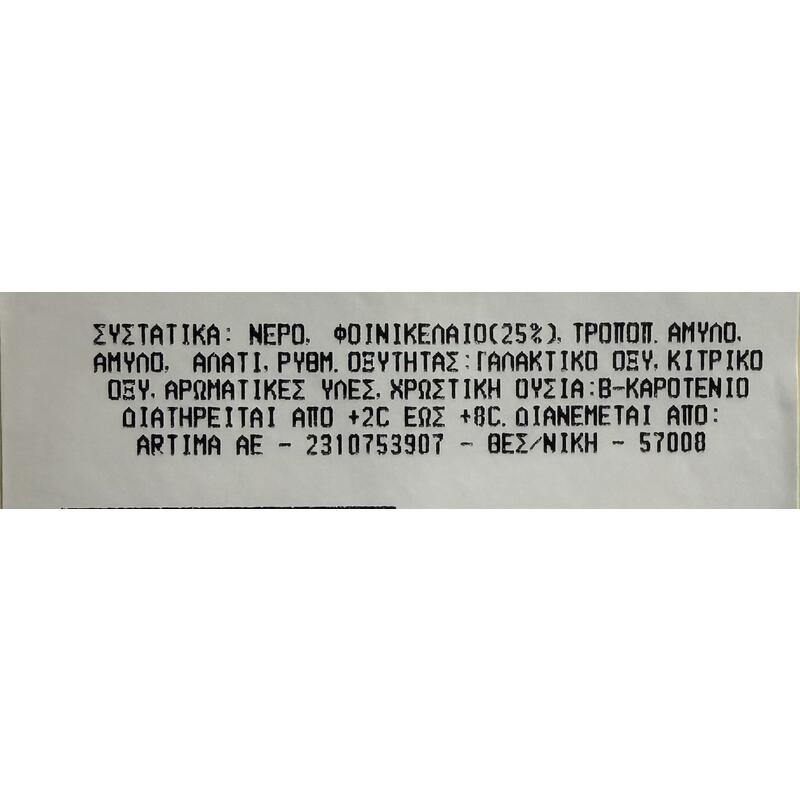 ΣΥΣΤΑΤΙΚΑ: ΝΕΡΟ, ΦΟΙΝΙΚΕΛΑΙΟ(25%), ΤΡΟΠΟΠ. ΑΜΥΛΟ,
ΑΜΥΛΟ, ΑΛΑΤΙ, ΡΥΘΜ. ΟΞΥΤΗΤΑΣ:ΓΑΛΑΚΤΙΚΟ ΟΞΥ, ΚΙΤΡΙΚΟ
ΟΞΥ, ΑΡΩΜΑΤΙΚΕΣ ΥΛΕΣ, ΧΡΩΣΤΙΚΗ ΟΥΣΙΑ:Β-ΚΑΡΟΤΕΝΙΟ
ΔΙΑΤΗΡΕΙΤΑΙ ΑΠΟ +2C ΕΩΣ +8C. ΔΙΑΝΕΜΕΤΑΙ ΑΠΟ:
ARTIMA AE - 2310753907 - ΘΕΣ/ΝΙΚΗ - 57008